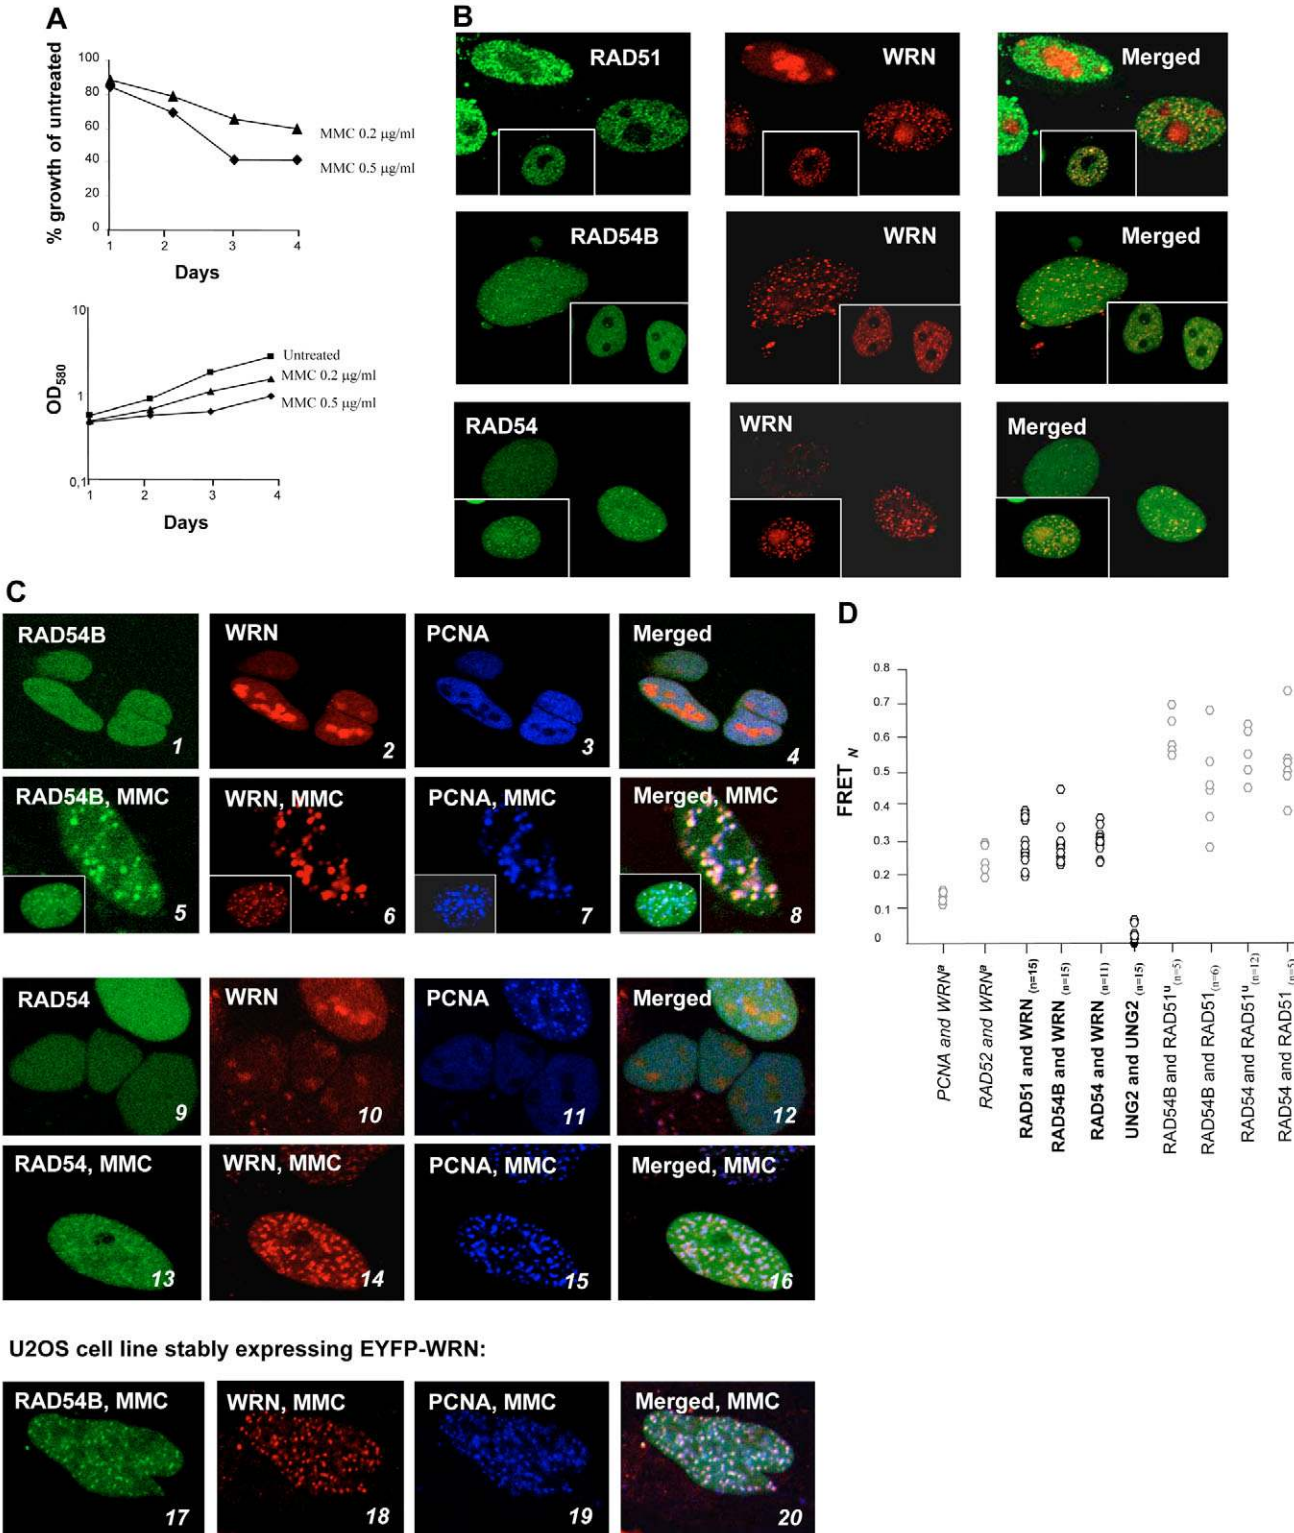 A
% growth of untreated
100
80
60
40
20
0
1
2
3
4
MMC 0.2 µg/ml
MMC 0.5 µg/ml
Days
OD580
10
1
0,1
1
2
3
4
Untreated
MMC 0.2 µg/ml
MMC 0.5 µg/ml
Days
B
RAD51
WRN
Merged
RAD54B
WRN
Merged
RAD54
WRN
Merged
C
RAD54B
1
WRN
2
PCNA
3
Merged
4
RAD54B, MMC
5
WRN, MMC
6
PCNA, MMC
7
Merged, MMC
8
RAD54
9
WRN
10
PCNA
11
Merged
12
RAD54, MMC
13
WRN, MMC
14
PCNA, MMC
15
Merged, MMC
16
U2OS cell line stably expressing EYFP-WRN:
RAD54B, MMC
17
WRN, MMC
18
PCNA, MMC
19
Merged, MMC
20
D
FRET N
0.8
0.7
0.6
0.5
0.4
0.3
0.2
0.1
0
PCNA and WRNª
RAD52 and WRNª
RAD51 and WRN (n=15)
RAD54B and WRN (n=15)
RAD54 and WRN (n=11)
UNG2 and UNG2 (n=15)
RAD54B and RAD51ᵘ (n=5)
RAD54B and RAD51 (n=6)
RAD54 and RAD51ᵘ (n=12)
RAD54 and RAD51 (n=5)